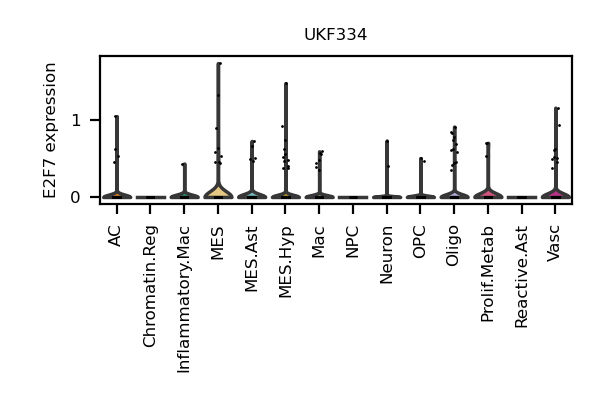 UKF334
E2F7 expression
1
0
AC
Chromatin.Reg
Inflammatory.Mac
MES
MES.Ast
MES.Hyp
Mac
NPC
Neuron
OPC
Oligo
Prolif.Metab
Reactive.Ast
Vasc